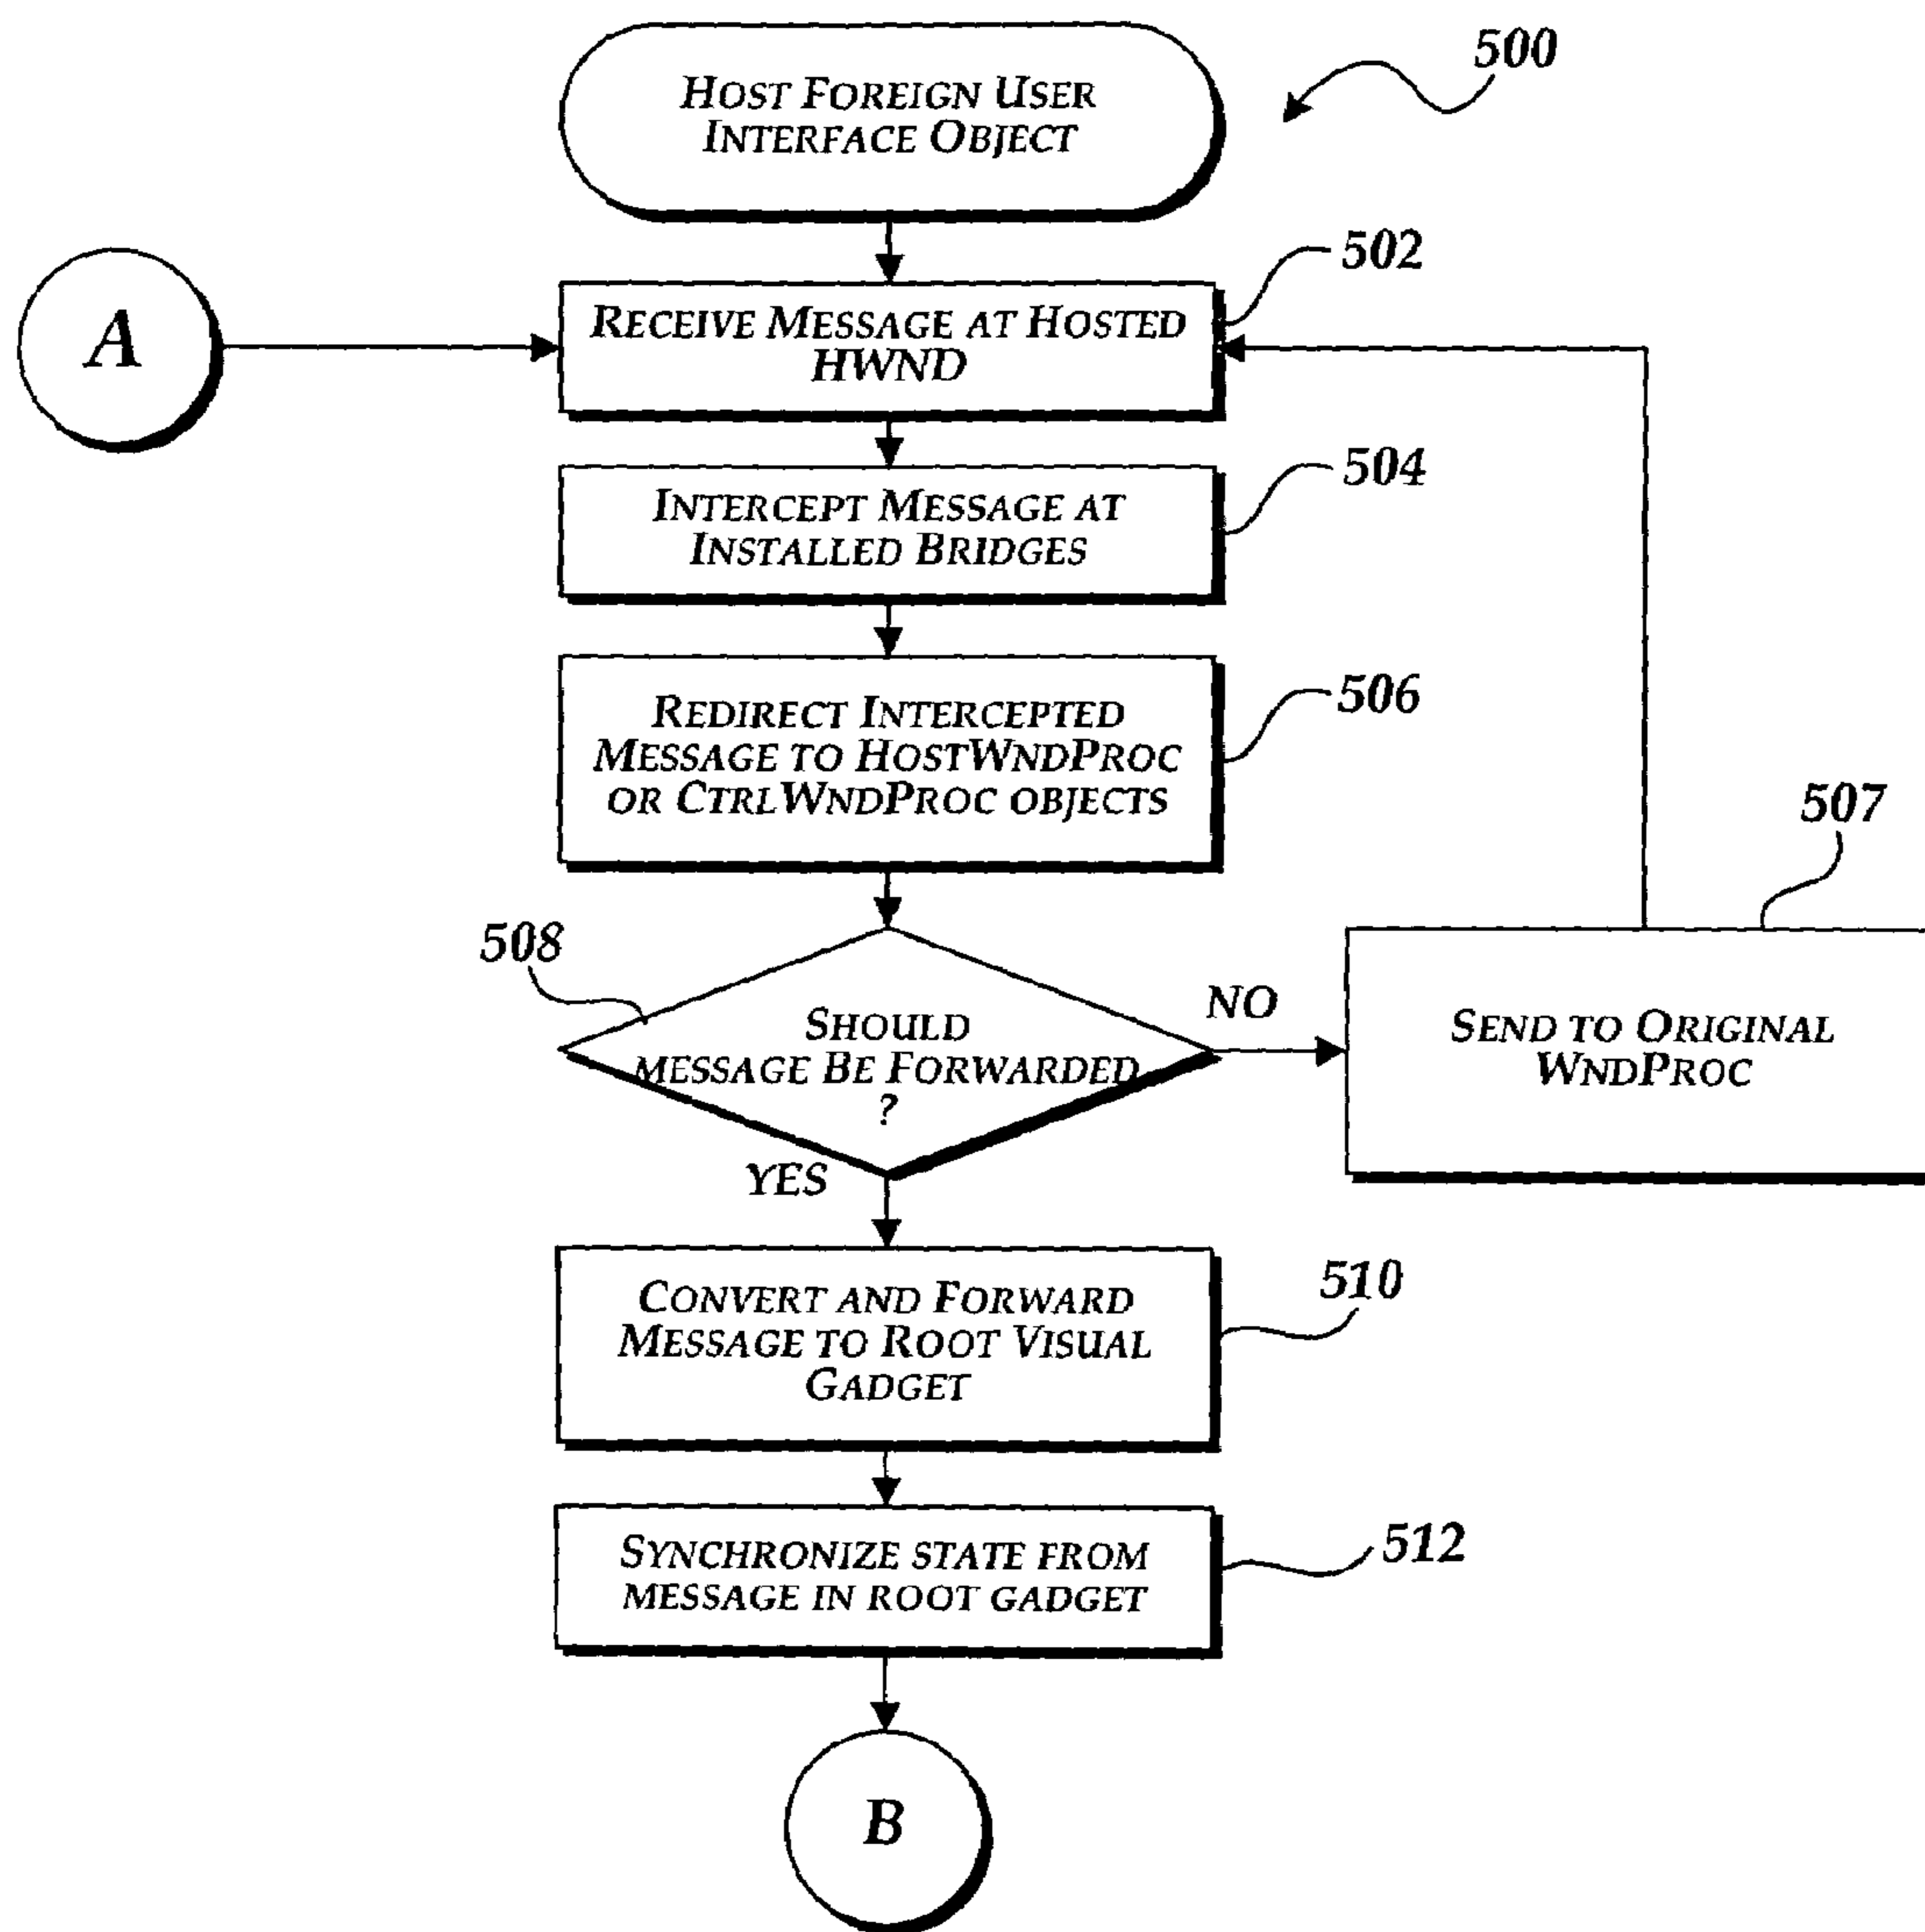 HOST FOREIGN USER
INTERFACE OBJECT
500
A
RECEIVE MESSAGE AT HOSTED
HWND
502
INTERCEPT MESSAGE AT
INSTALLED BRIDGES
504
REDIRECT INTERCEPTED
MESSAGE TO HOSTWNDPROC
OR CTRLWNDPROC OBJECTS
506
507
508
SHOULD
MESSAGE BE FORWARDED
?
NO
SEND TO ORIGINAL
WNDPROC
YES
CONVERT AND FORWARD
MESSAGE TO ROOT VISUAL
GADGET
510
SYNCHRONIZE STATE FROM
MESSAGE IN ROOT GADGET
512
B